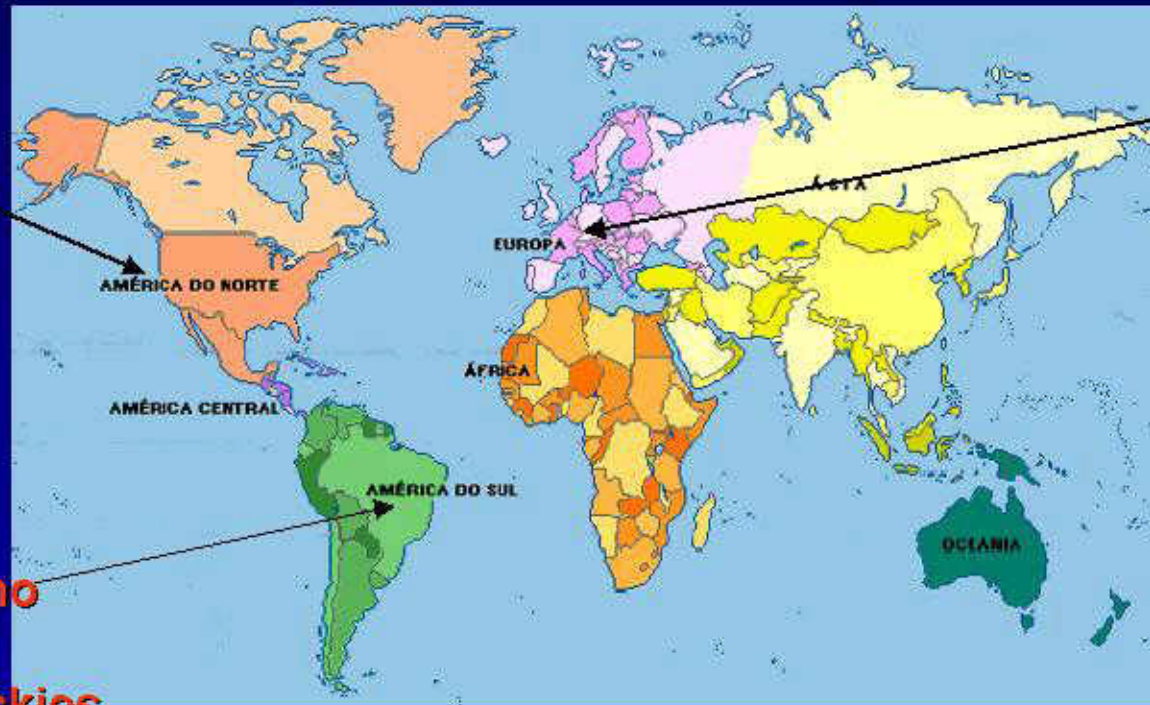 ÁSIA
EUROPA
AMÉRICA DO NORTE
ÁFRICA
AMÉRICA CENTRAL
AMÉRICA DO SUL
OCEANIA